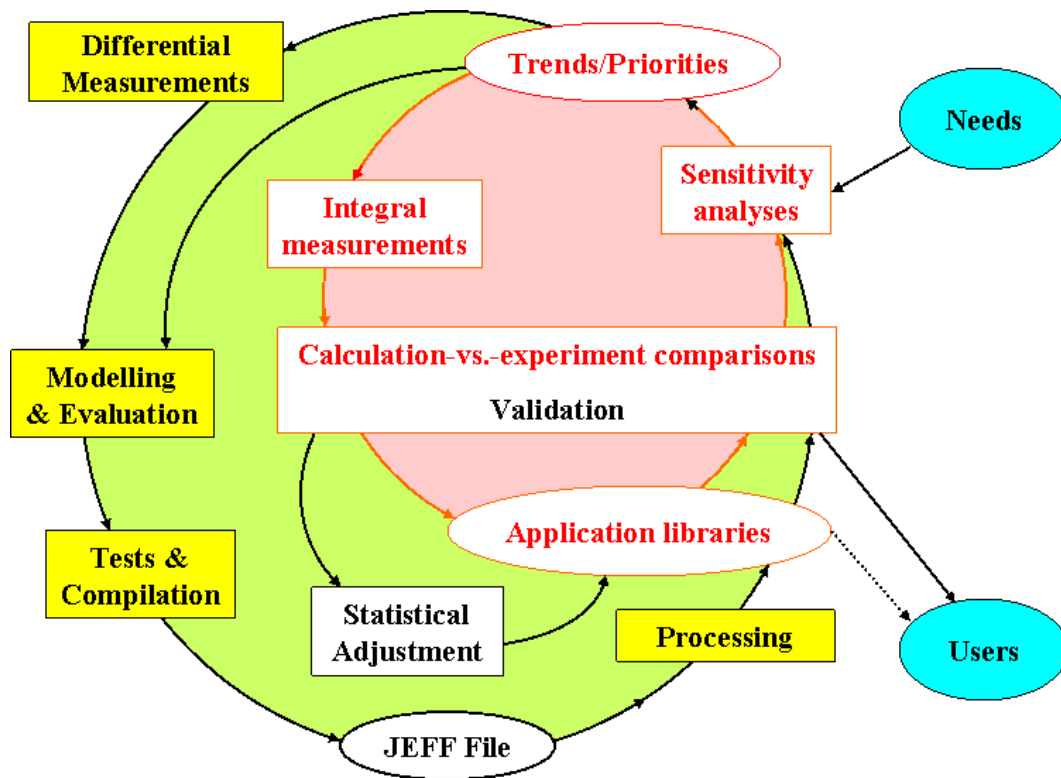 Differential
Measurements
Trends/Priorities
Needs
Sensitivity
analyses
Integral
measurements
Calculation-vs.-experiment comparisons
Validation
Modelling
& Evaluation
Application libraries
Tests &
Compilation
Statistical
Adjustment
Processing
Users
JEFF File